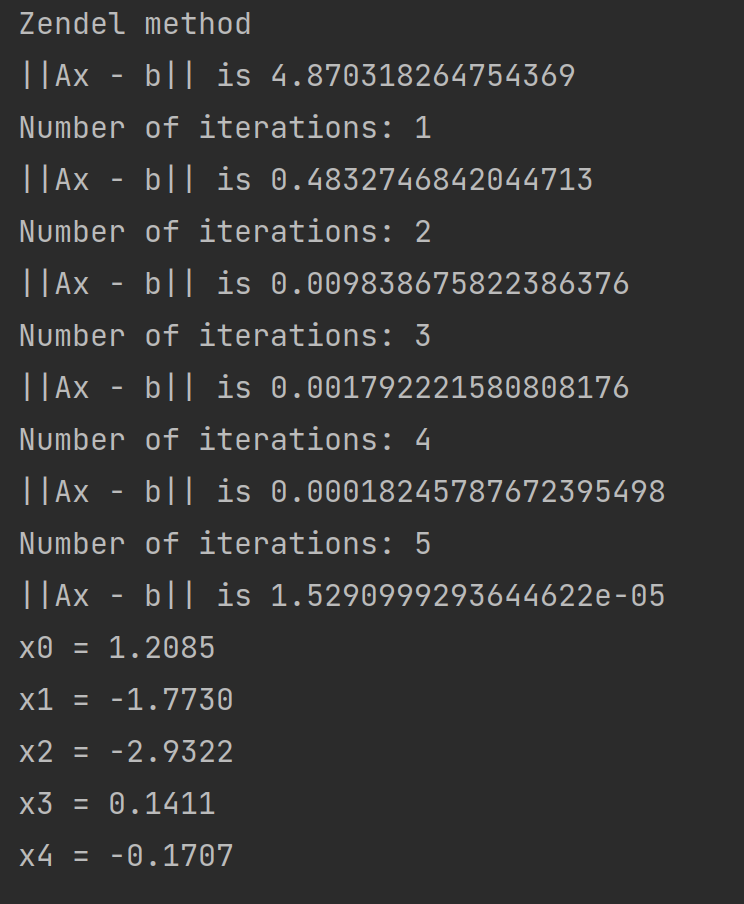 Zendel method
||Ax - b|| is 4.870318264754369
Number of iterations: 1
||Ax - b|| is 0.4832746842044713
Number of iterations: 2
||Ax - b|| is 0.009838675822386376
Number of iterations: 3
||Ax - b|| is 0.001792221580808176
Number of iterations: 4
||Ax - b|| is 0.00018245787672395498
Number of iterations: 5
||Ax - b|| is 1.5290999293644622e-05
x0 = 1.2085
x1 = -1.7730
x2 = -2.9322
x3 = 0.1411
x4 = -0.1707